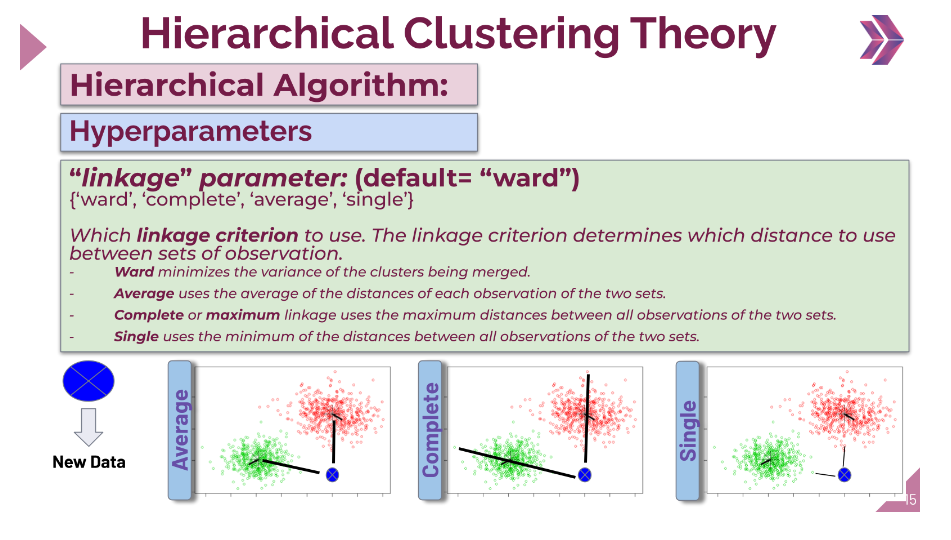 Hierarchical Clustering Theory
Hierarchical Algorithm:
Hyperparameters
“linkage” parameter: (default= “ward”)
{‘ward’, ‘complete’, ‘average’, ‘single’}
Which linkage criterion to use. The linkage criterion determines which distance to use
between sets of observation.
- Ward minimizes the variance of the clusters being merged.
- Average uses the average of the distances of each observation of the two sets.
- Complete or maximum linkage uses the maximum distances between all observations of the two sets.
- Single uses the minimum of the distances between all observations of the two sets.
New Data
Average
Complete
Single
15